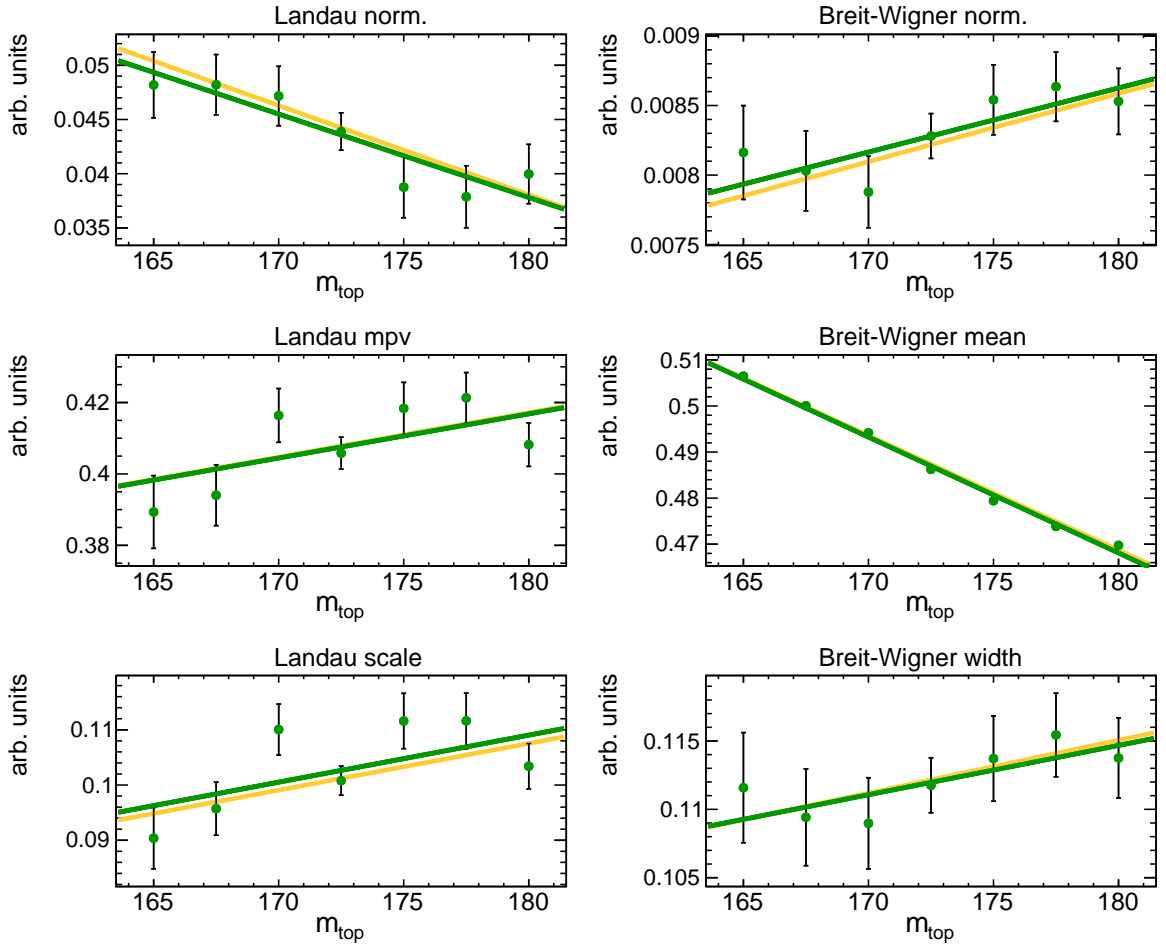 Landau norm.
arb. units
0.05
0.045
0.04
0.035
165 170 175 180
m_top
Breit-Wigner norm.
arb. units
0.009
0.0085
0.008
0.0075
165 170 175 180
m_top
Landau mpv
arb. units
0.42
0.4
0.38
165 170 175 180
m_top
Breit-Wigner mean
arb. units
0.51
0.5
0.49
0.48
0.47
165 170 175 180
m_top
Landau scale
arb. units
0.11
0.1
0.09
165 170 175 180
m_top
Breit-Wigner width
arb. units
0.115
0.11
0.105
165 170 175 180
m_top